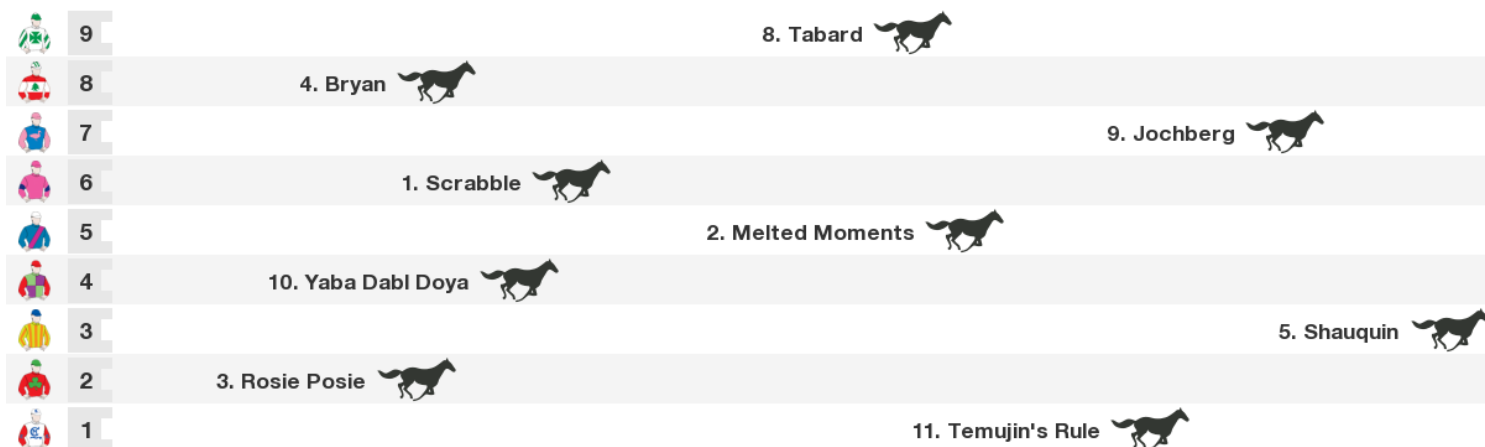 9 8. Tabard
8 4. Bryan
7 9. Jochberg
6 1. Scrabble
5 2. Melted Moments
4 10. Yaba Dabl Doya
3 5. Shauquin
2 3. Rosie Posie
1 11. Temujin's Rule